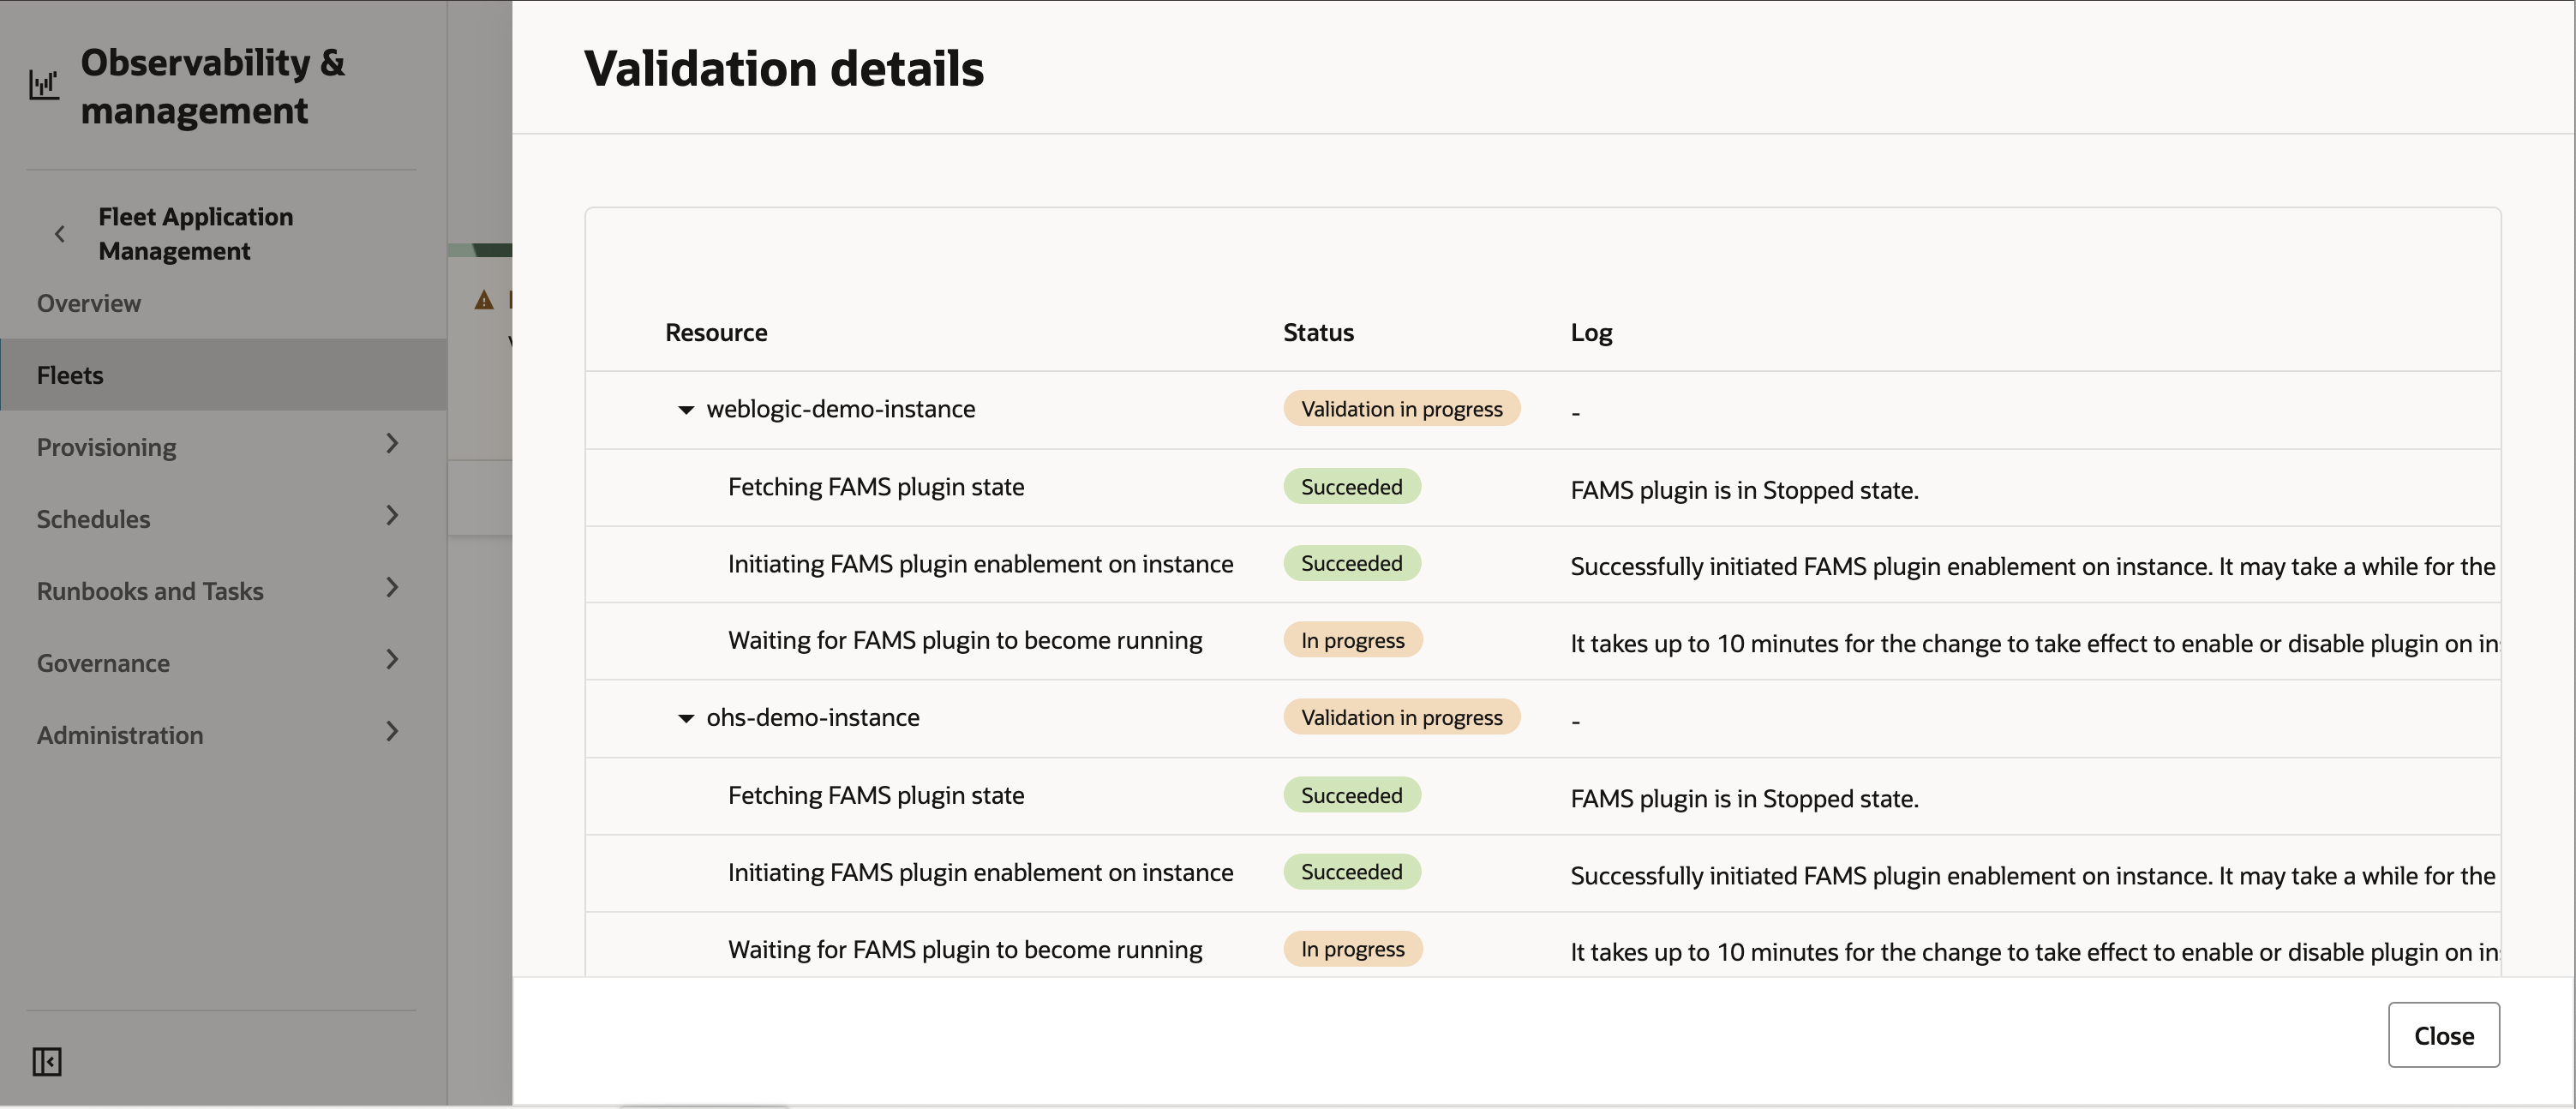 Observability &
management
Fleet Application
Management
Overview
Fleets
Provisioning
Schedules
Runbooks and Tasks
Governance
Administration
Validation details
Resource Status Log
weblogic-demo-instance Validation in progress -
Fetching FAMS plugin state Succeeded FAMS plugin is in Stopped state.
Initiating FAMS plugin enablement on instance Succeeded Successfully initiated FAMS plugin enablement on instance. It may take a while for the
Waiting for FAMS plugin to become running In progress It takes up to 10 minutes for the change to take effect to enable or disable plugin on
ohs-demo-instance Validation in progress -
Fetching FAMS plugin state Succeeded FAMS plugin is in Stopped state.
Initiating FAMS plugin enablement on instance Succeeded Successfully initiated FAMS plugin enablement on instance. It may take a while for the
Waiting for FAMS plugin to become running In progress It takes up to 10 minutes for the change to take effect to enable or disable plugin on
Close